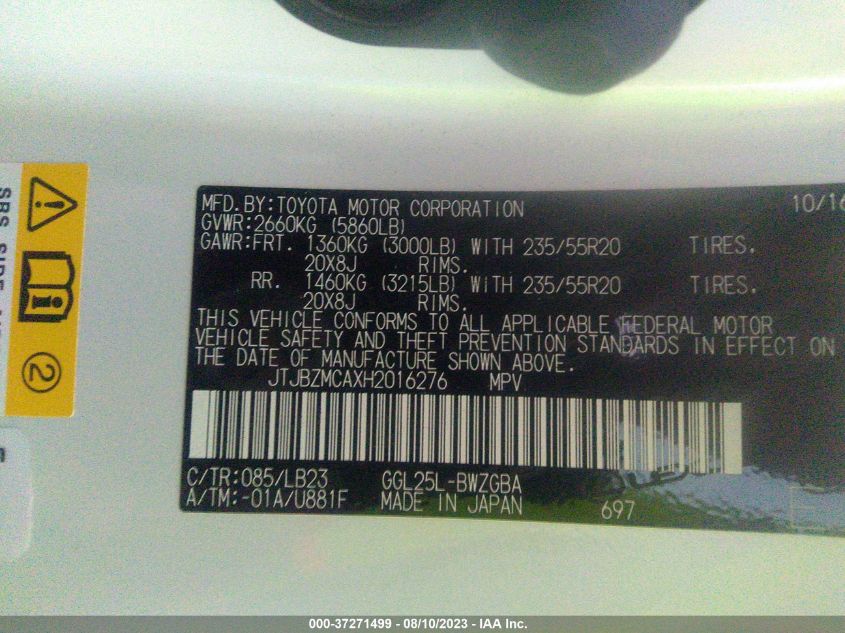 MFD.BY:TOYOTA MOTOR CORPORATION 10/16
GVWR:2660KG (5860LB)
GAWR:FRT. 1360KG (3000LB) WITH 235/55R20 TIRES.
20X8J RIMS.
RR. 1460KG (3215LB) WITH 235/55R20 TIRES.
20X8J RIMS.
THIS VEHICLE CONFORMS TO ALL APPLICABLE FEDERAL MOTOR
VEHICLE SAFETY AND THEFT PREVENTION STANDARDS IN EFFECT ON
THE DATE OF MANUFACTURE SHOWN ABOVE.
JTJBZMCAXH2016276 MPV
C/TR:085/LB23 GGL25L-BWZGBA
A/TM:-01A/U881F MADE IN JAPAN 697
SRS SIDE
2
000-37271499 - 08/10/2023 - IAA Inc.